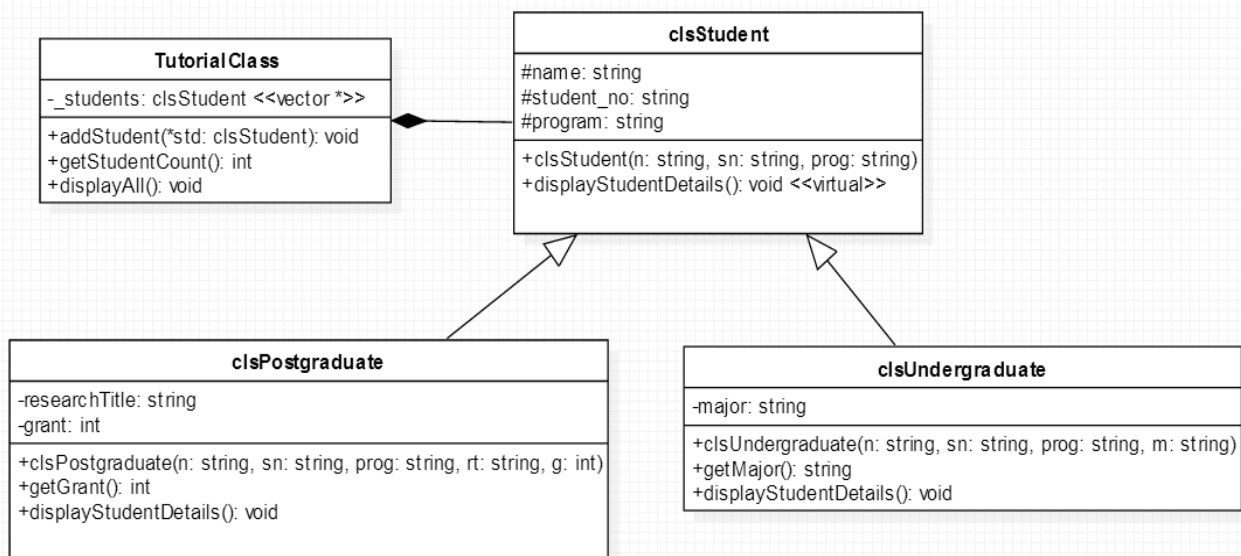 TutorialClass
-_students: clsStudent <<vector *>>
+addStudent(*std: clsStudent): void
+getStudentCount(): int
+displayAll(): void
clsStudent
#name: string
#student_no: string
#program: string
+clsStudent(n: string, sn: string, prog: string)
+displayStudentDetails(): void <<virtual>>
clsPostgraduate
-researchTitle: string
-grant: int
+clsPostgraduate(n: string, sn: string, prog: string, rt: string, g: int)
+getGrant(): int
+displayStudentDetails(): void
clsUndergraduate
-major: string
+clsUndergraduate(n: string, sn: string, prog: string, m: string)
+getMajor(): string
+displayStudentDetails(): void